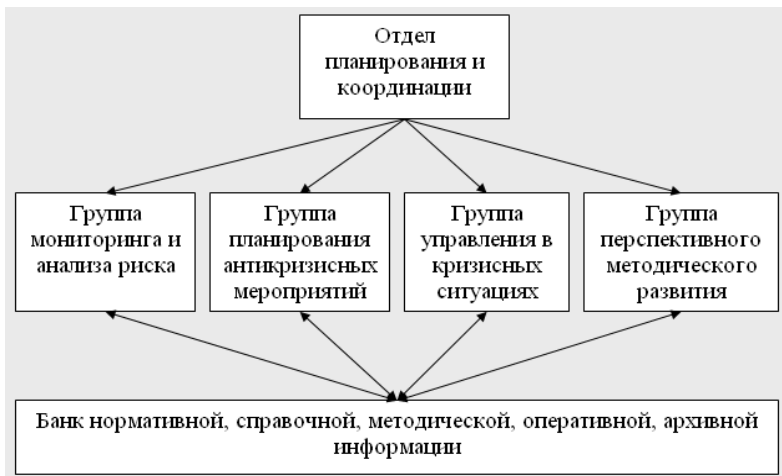 Отдел
планирования и
координации
Группа
мониторинга и
анализа риска
Группа
планирования
антикризисных
мероприятий
Группа
управления в
кризисных
ситуациях
Группа
перспективного
методического
развития
Банк нормативной, справочной, методической, оперативной, архивной
информации